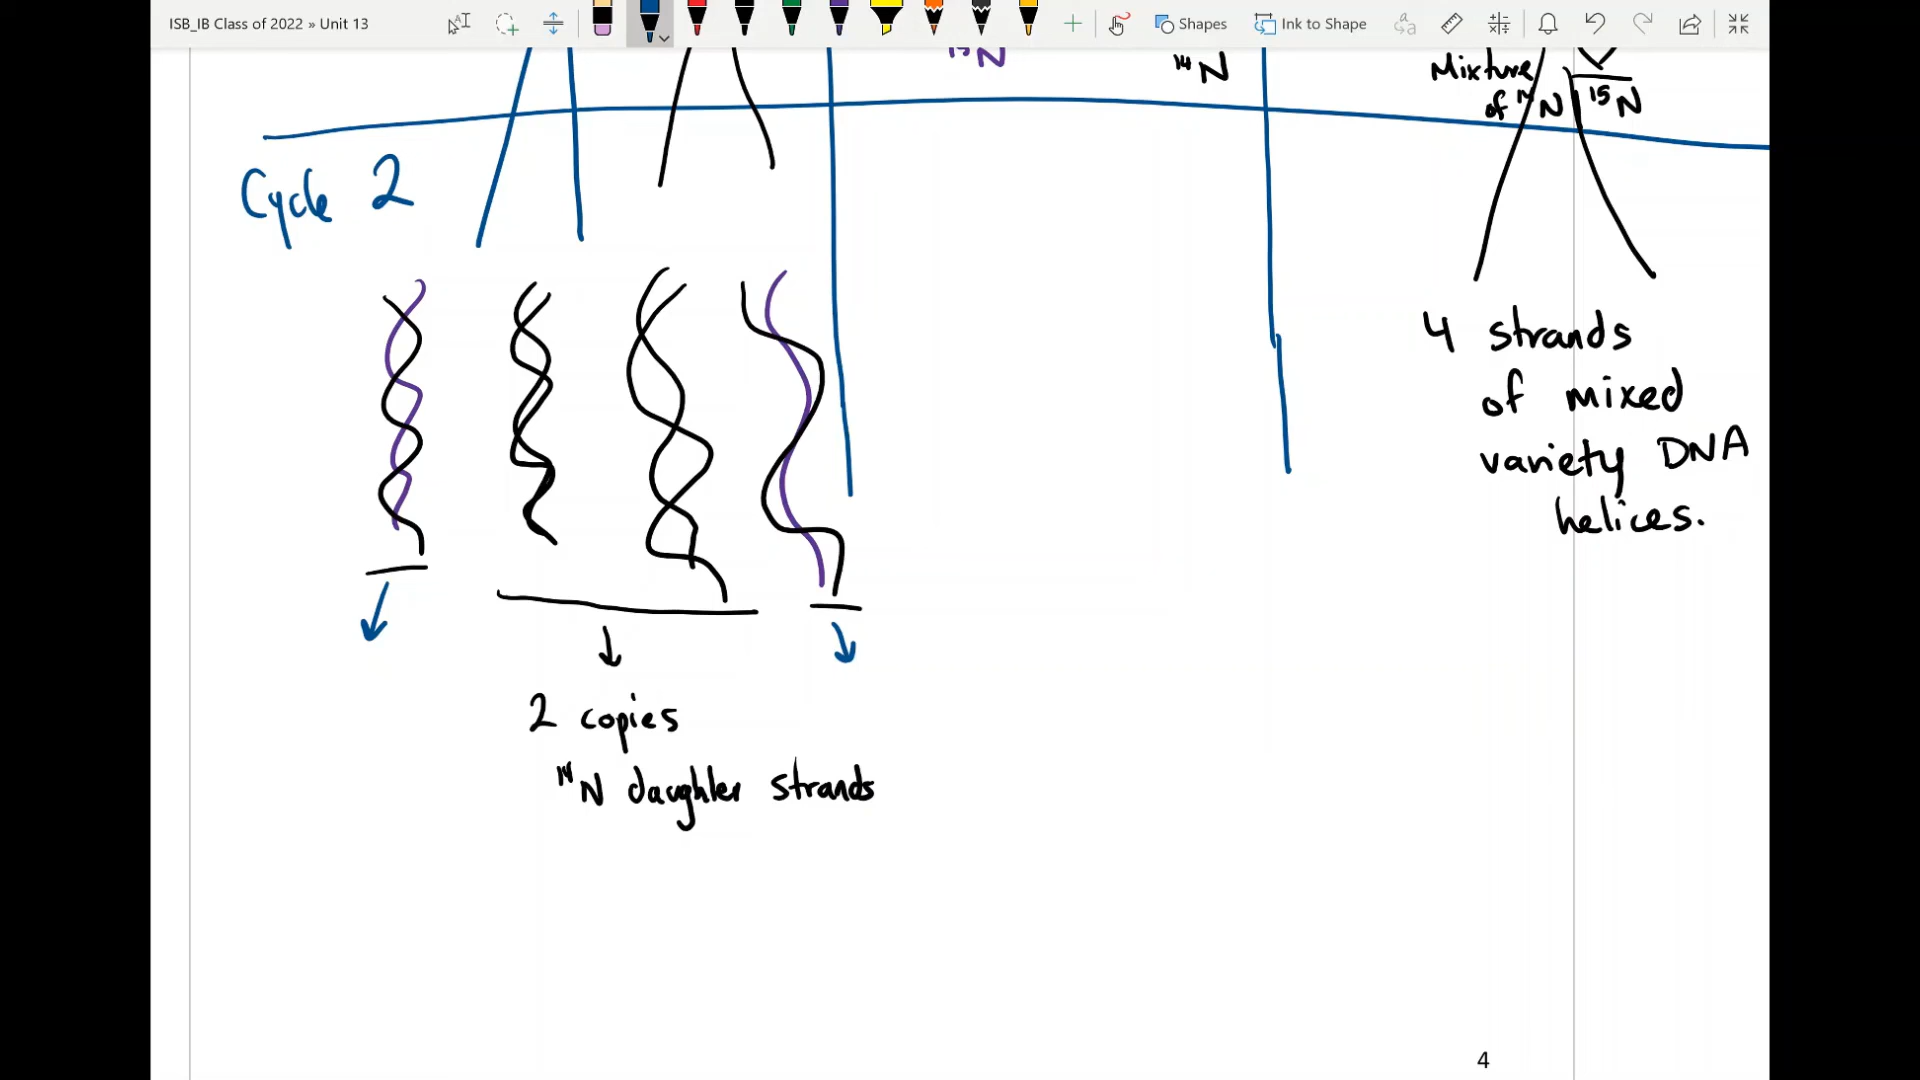 ISB_IB Class of 2022 » Unit 13
Shapes
Ink to Shape
¹⁵N
¹⁴N
Mixture
of ¹⁴N
¹⁵N
Cycle 2
4 strands
of mixed
variety DNA
helices.
2 copies
¹⁴N daughter strands
4